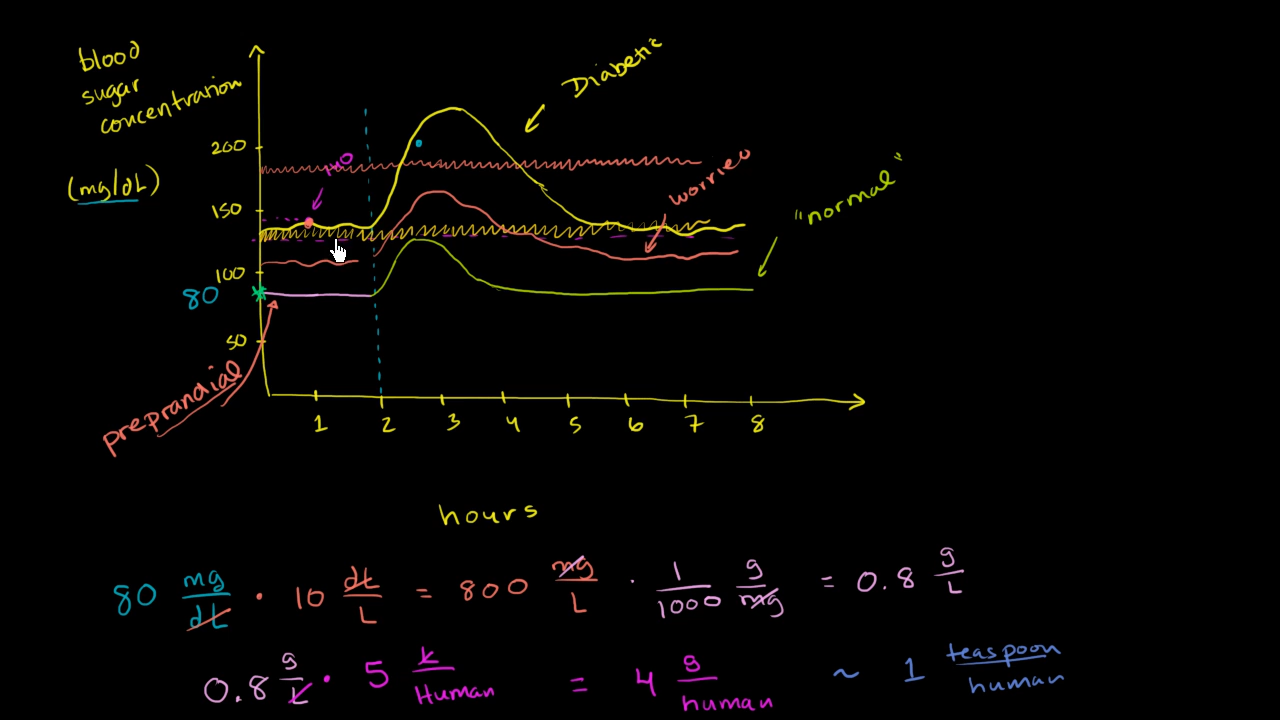 blood
sugar
concentration
(mg/dL)
Diabetic
worried
"normal"
200
140
150
100
80
50
preprandial
1 2 3 4 5 6 7 8
hours
80 mg/dL · 10 dL/L = 800 mg/L · 1/1000 g/mg = 0.8 g/L
0.8 g/L · 5 L/Human = 4 g/human ~ 1 teaspoon/human